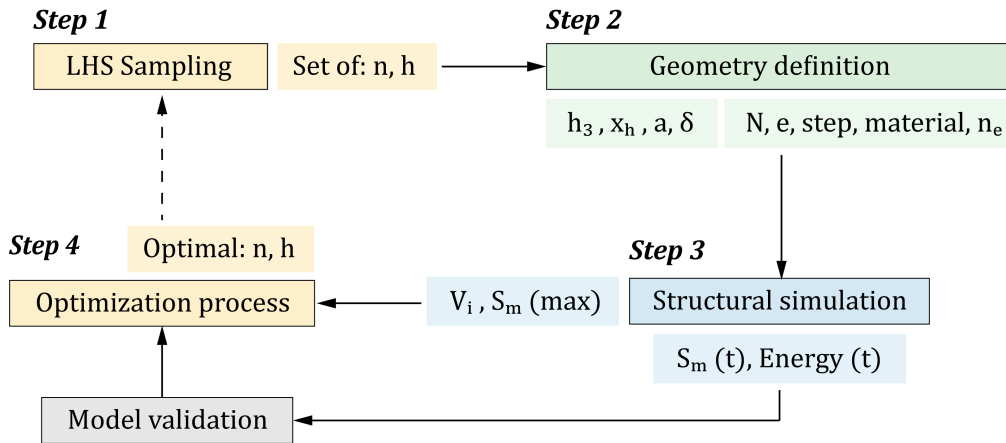 Step 1
LHS Sampling
Set of: n, h
Step 2
Geometry definition
h₃ , xₕ , a, δ
N, e, step, material, nₑ
Step 3
Structural simulation
Sₘ (t), Energy (t)
Vᵢ , Sₘ (max)
Step 4
Optimal: n, h
Optimization process
Model validation